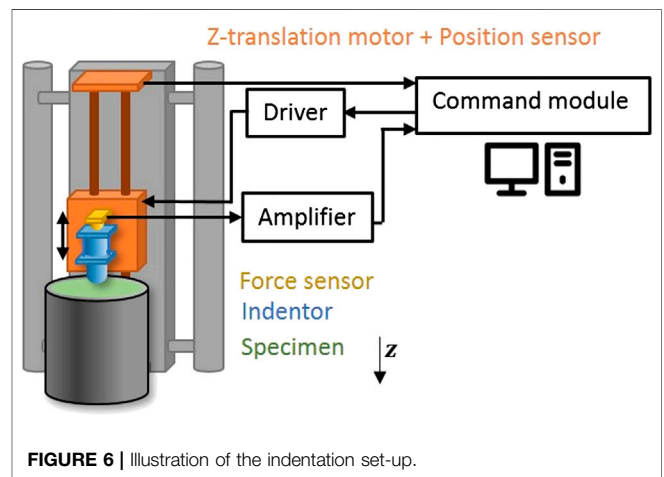 Z-translation motor + Position sensor
Driver
Command module
Amplifier
Force sensor
Indentor
Specimen
z
FIGURE 6 | Illustration of the indentation set-up.